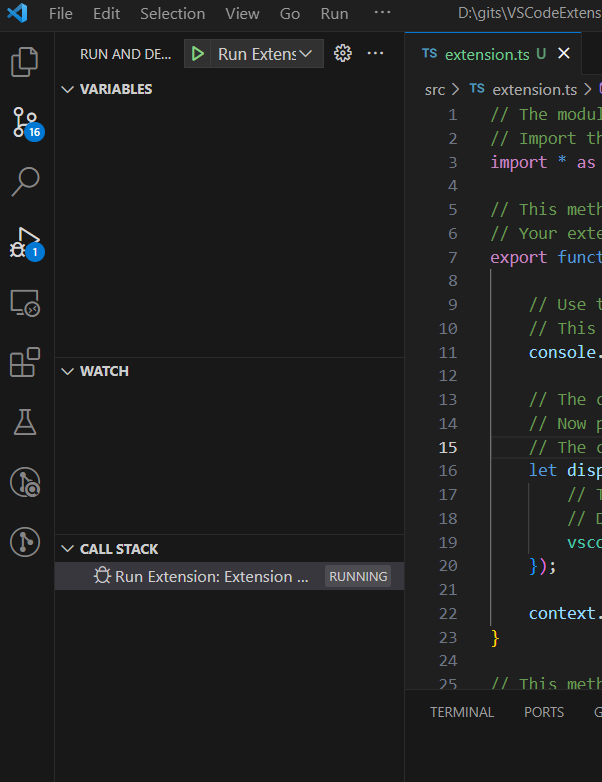 File Edit Selection View Go Run ··· D:\gits\VSCodeExtens
RUN AND DE... Run Extens ···
VARIABLES
WATCH
CALL STACK
Run Extension: Extension ... RUNNING
16
1
TS extension.ts U
src > TS extension.ts >
1 // The modul
2 // Import th
3 import * as
4
5 // This meth
6 // Your exte
7 export funct
8
9 // Use t
10 // This
11 console.
12
13 // The c
14 // Now p
15 // The c
16 let disp
17 // T
18 // D
19 vscc
20 });
21
22 context.
23 }
24
25 // This meth
TERMINAL PORTS G